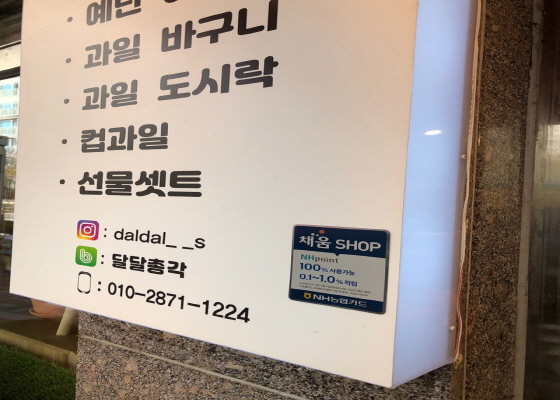 · 예단
· 과일 바구니
· 과일 도시락
· 컵과일
· 선물셋트
: daldal_ _s
b : 달달총각
: 010-2871-1224
채움 SHOP
NHpoint
100% 사용가능
0.1~1.0% 적립
NH농협카드